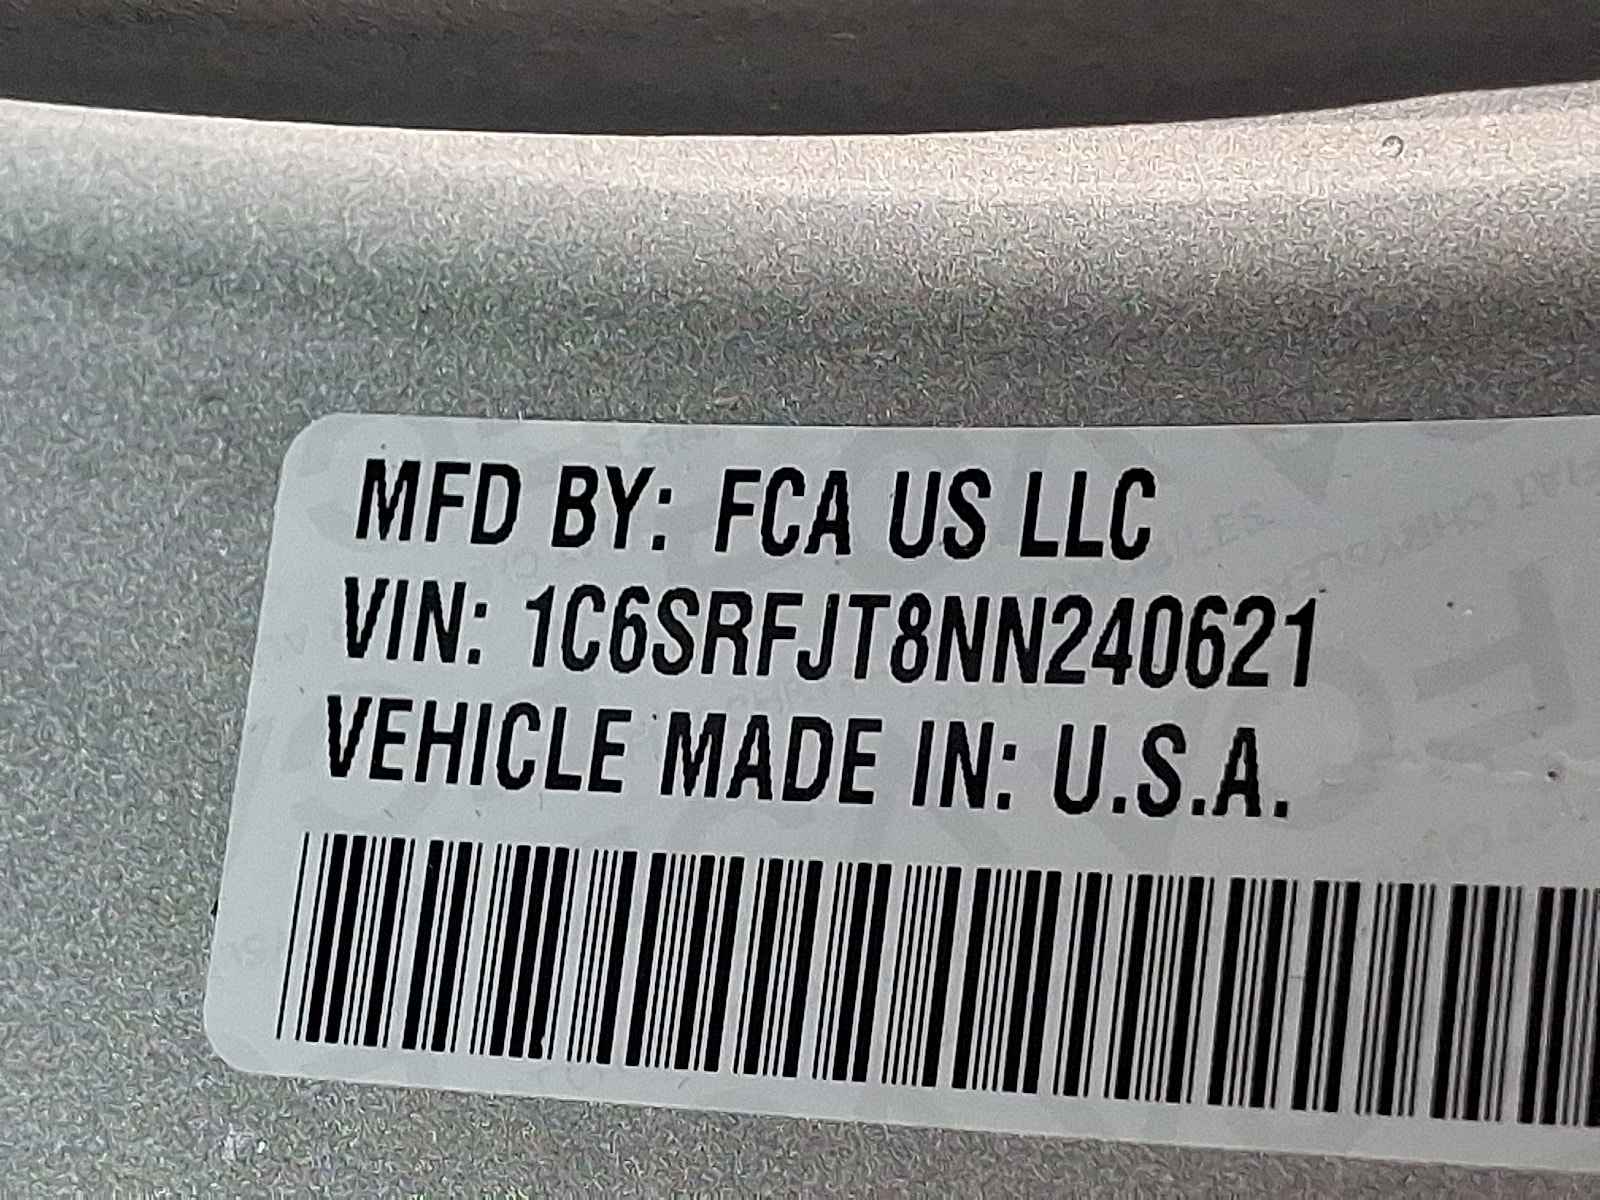 MFD BY: FCA US LLC
VIN: 1C6SRFJT8NN240621
VEHICLE MADE IN: U.S.A.